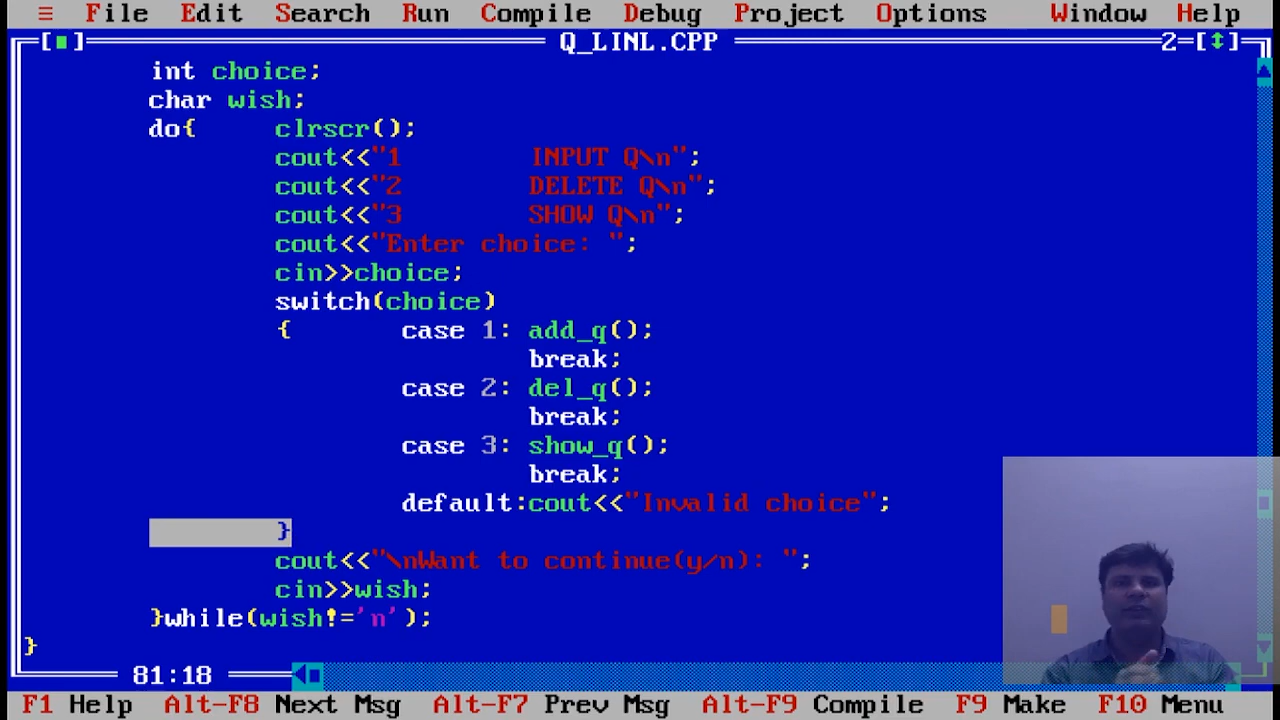 ≡ File Edit Search Run Compile Debug Project Options Window Help
[■] Q_LINL.CPP 2=[↕]
int choice;
char wish;
do{ clrscr();
cout<<"1 INPUT Q\n";
cout<<"2 DELETE Q\n";
cout<<"3 SHOW Q\n";
cout<<"Enter choice: ";
cin>>choice;
switch(choice)
{ case 1: add_q();
break;
case 2: del_q();
break;
case 3: show_q();
break;
default:cout<<"Invalid choice";
}
cout<<"\nWant to continue(y/n): ";
cin>>wish;
}while(wish!='n');
}
81:18
F1 Help Alt-F8 Next Msg Alt-F7 Prev Msg Alt-F9 Compile F9 Make F10 Menu